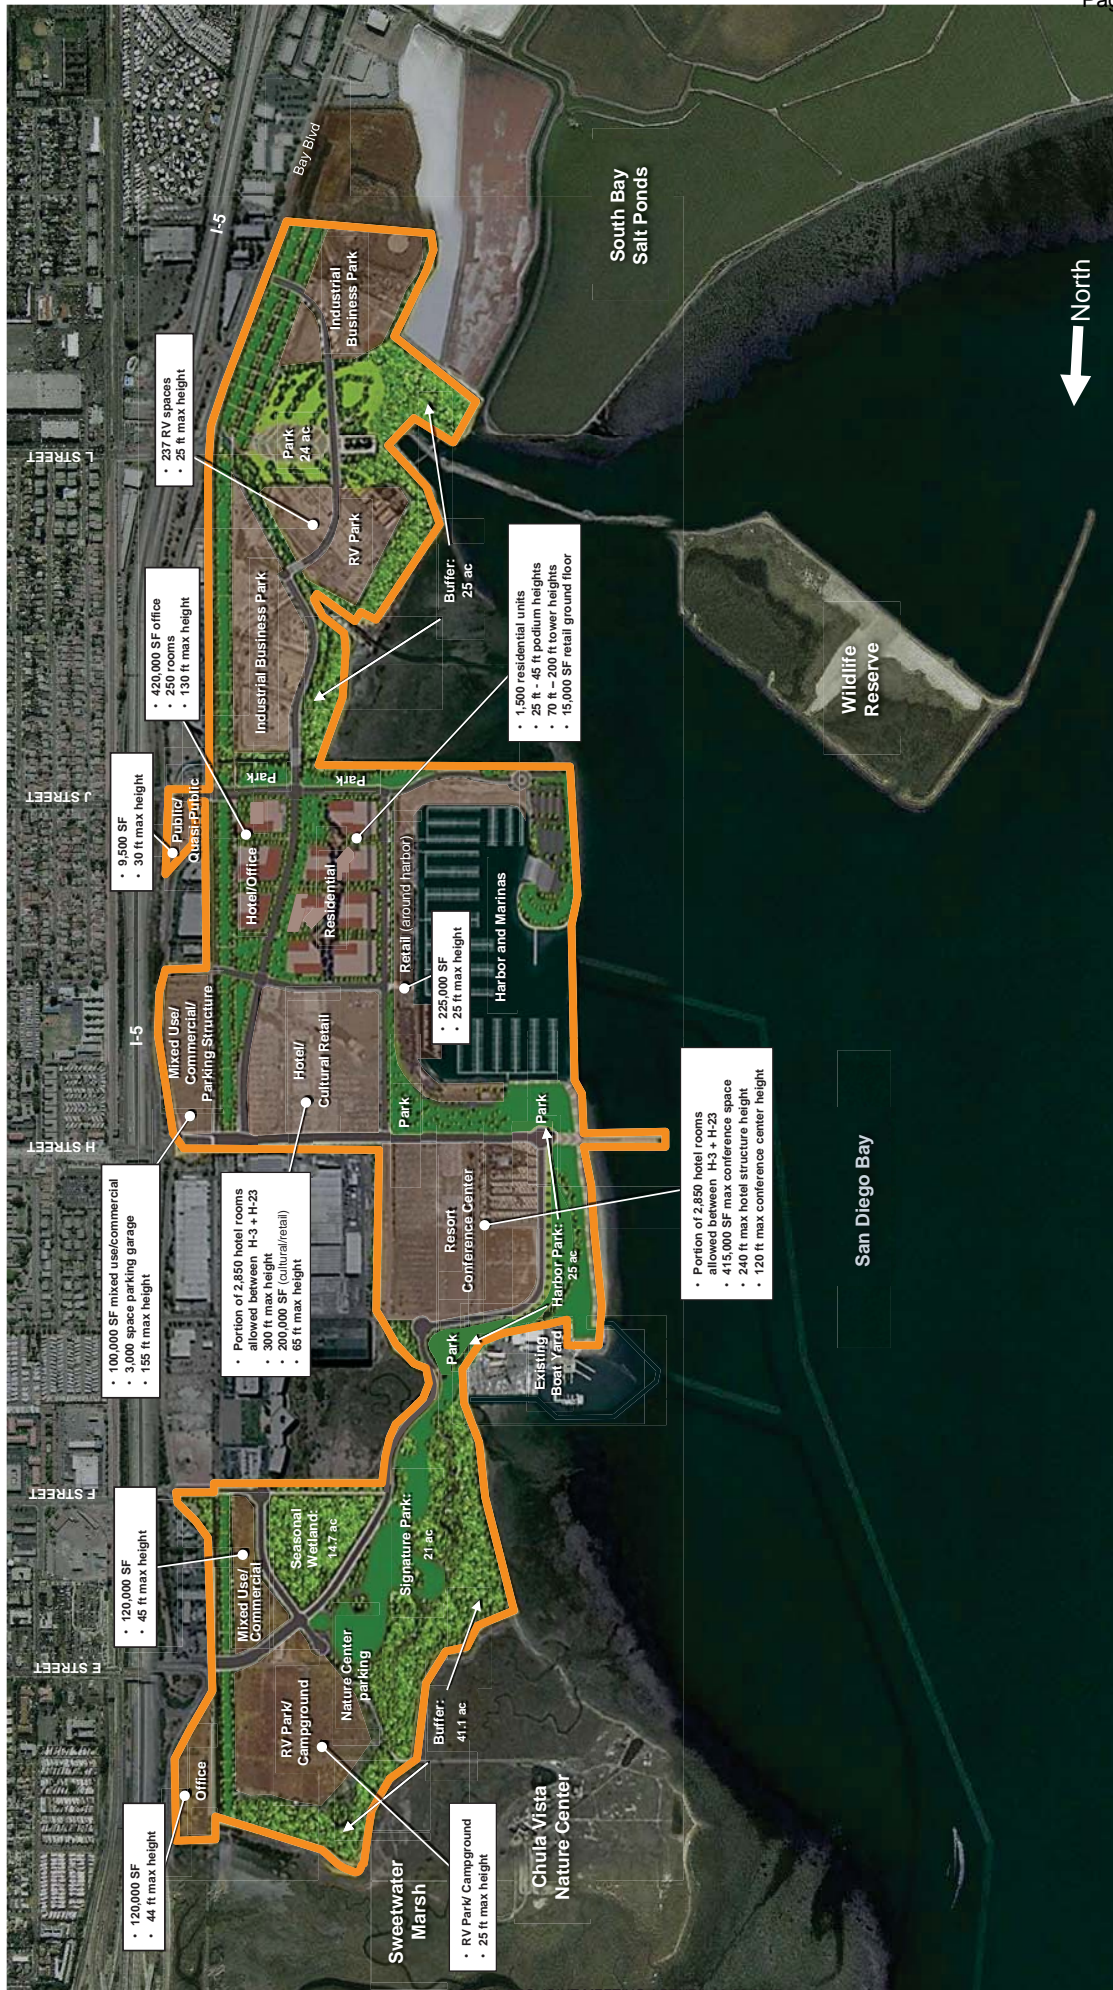 Pag
Bay Blvd
I-5
Industrial
Business Park
South Bay
Salt Ponds
North
• 237 RV spaces
• 25 ft max height
L STREET
Park
24 ac
RV Park
Buffer:
25 ac
Industrial Business Park
• 420,000 SF office
• 250 rooms
• 130 ft max height
• 1,500 residential units
• 25 ft - 45 ft podium heights
• 70 ft – 200 ft tower heights
• 15,000 SF retail ground floor
Wildlife
Reserve
J STREET
Park
Park
• 9,500 SF
• 30 ft max height
Public/
Quasi-Public
Hotel/Office
Residential
Retail (around harbor)
• 225,000 SF
• 25 ft max height
Harbor and Marinas
I-5
Mixed Use/
Commercial/
Parking Structure
Hotel/
Cultural Retail
Park
Park
H STREET
• 100,000 SF mixed use/commercial
• 3,000 space parking garage
• 155 ft max height
• Portion of 2,850 hotel rooms
allowed between H-3 + H-23
• 300 ft max height
• 200,000 SF (cultural/retail)
• 65 ft max height
Resort
Conference Center
Harbor Park:
25 ac
• Portion of 2,850 hotel rooms
allowed between H-3 + H-23
• 415,000 SF max conference space
• 240 ft max hotel structure height
• 120 ft max conference center height
San Diego Bay
Park
Existing
Boat Yard
F STREET
• 120,000 SF
• 45 ft max height
Mixed Use/
Commercial
Seasonal
Wetland:
14.7 ac
Signature Park:
21 ac
E STREET
Nature Center
parking
RV Park/
Campground
Buffer:
41.1 ac
Office
• 120,000 SF
• 44 ft max height
• RV Park/ Campground
• 25 ft max height
Sweetwater
Marsh
Chula Vista
Nature Center